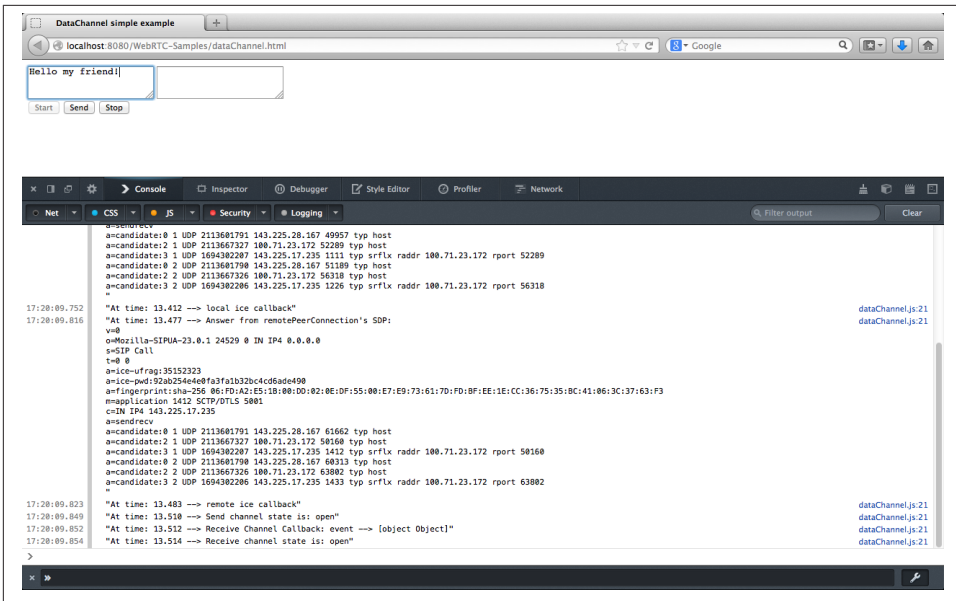 DataChannel simple example
localhost:8080/WebRTC-Samples/dataChannel.html
Google
Hello my friend!
Start Send Stop
Console Inspector Debugger Style Editor Profiler Network
Net CSS JS Security Logging Filter output Clear
a=sendrecv
a=candidate:0 1 UDP 2113601791 143.225.28.167 49957 typ host
a=candidate:2 1 UDP 2113667327 100.71.23.172 52289 typ host
a=candidate:3 1 UDP 1694302207 143.225.17.235 1111 typ srflx raddr 100.71.23.172 rport 52289
a=candidate:0 2 UDP 2113601790 143.225.28.167 51189 typ host
a=candidate:2 2 UDP 2113667326 100.71.23.172 56318 typ host
a=candidate:3 2 UDP 1694302206 143.225.17.235 1226 typ srflx raddr 100.71.23.172 rport 56318
"
17:20:09.752 "At time: 13.412 --> local ice callback" dataChannel.js:21
17:20:09.816 "At time: 13.477 --> Answer from remotePeerConnection's SDP: dataChannel.js:21
v=0
o=Mozilla-SIPUA-23.0.1 24529 0 IN IP4 0.0.0.0
s=SIP Call
t=0 0
a=ice-ufrag:35152323
a=ice-pwd:92ab254e4e0fa3fa1b32bc4cd6ade490
a=fingerprint:sha-256 06:FD:A2:E5:1B:00:DD:02:0E:DF:55:00:E7:E9:73:61:7D:FD:BF:EE:1E:CC:36:75:35:BC:41:06:3C:37:63:F3
m=application 1412 SCTP/DTLS 5001
c=IN IP4 143.225.17.235
a=sendrecv
a=candidate:0 1 UDP 2113601791 143.225.28.167 61662 typ host
a=candidate:2 1 UDP 2113667327 100.71.23.172 50160 typ host
a=candidate:3 1 UDP 1694302207 143.225.17.235 1412 typ srflx raddr 100.71.23.172 rport 50160
a=candidate:0 2 UDP 2113601790 143.225.28.167 60313 typ host
a=candidate:2 2 UDP 2113667326 100.71.23.172 63802 typ host
a=candidate:3 2 UDP 1694302206 143.225.17.235 1433 typ srflx raddr 100.71.23.172 rport 63802
"
17:20:09.823 "At time: 13.483 --> remote ice callback" dataChannel.js:21
17:20:09.849 "At time: 13.510 --> Send channel state is: open" dataChannel.js:21
17:20:09.852 "At time: 13.512 --> Receive Channel Callback: event --> [object Object]" dataChannel.js:21
17:20:09.854 "At time: 13.514 --> Receive channel state is: open" dataChannel.js:21
>
× »